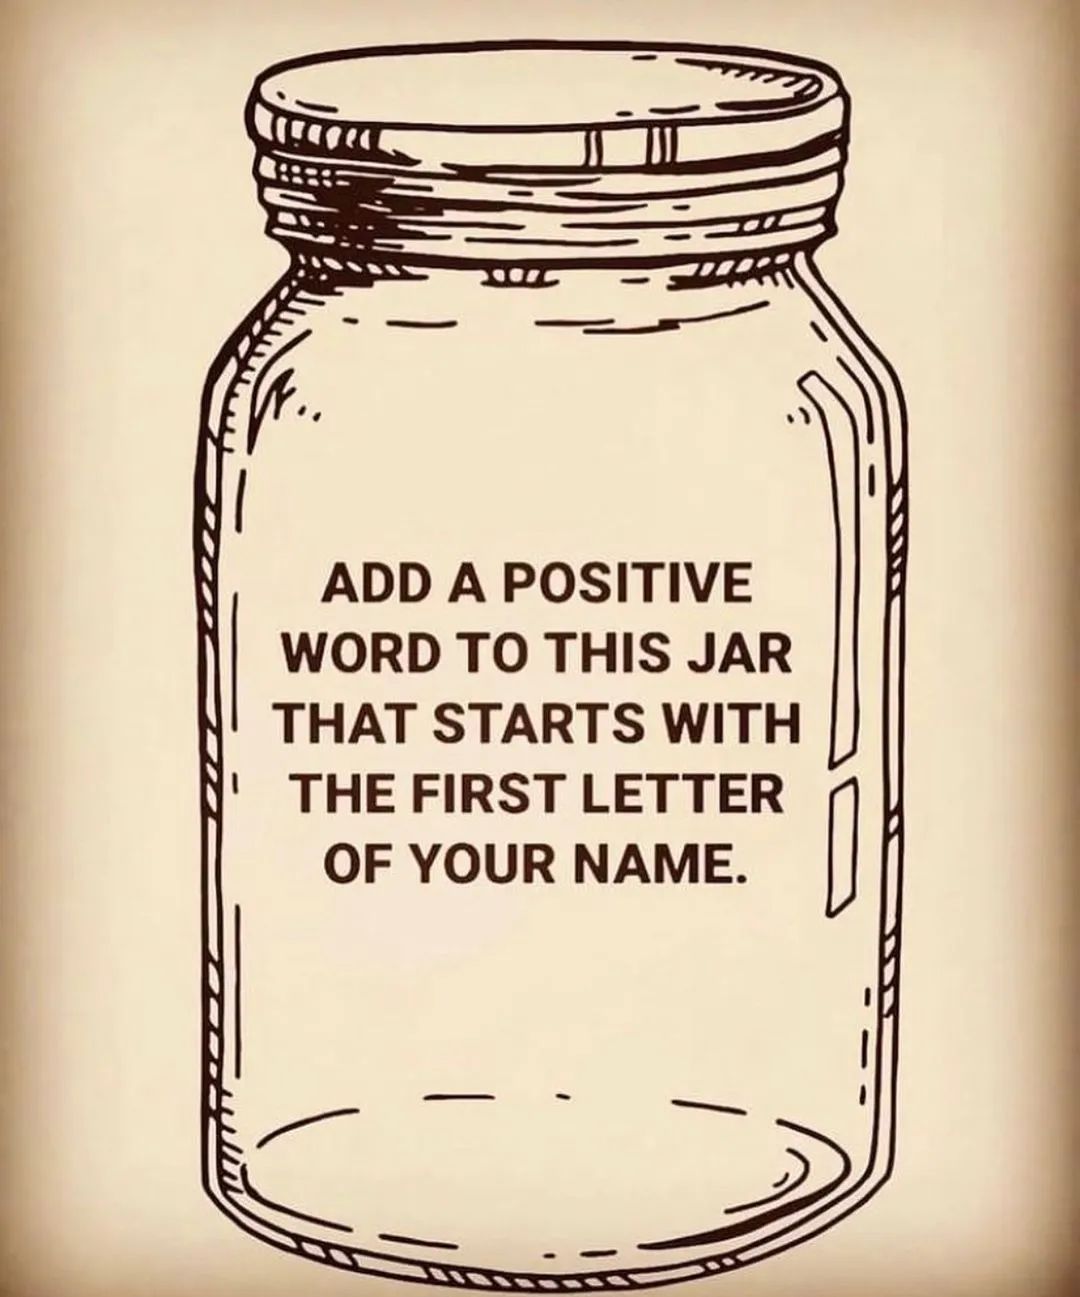 ADD A POSITIVE
WORD TO THIS JAR
THAT STARTS WITH
THE FIRST LETTER
OF YOUR NAME.